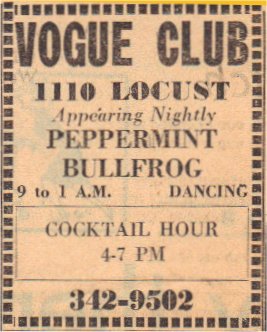 VOGUE CLUB
1110 LOCUST
Appearing Nightly
PEPPERMINT
BULLFROG
9 to 1 A.M. DANCING
COCKTAIL HOUR
4-7 PM
342-9502